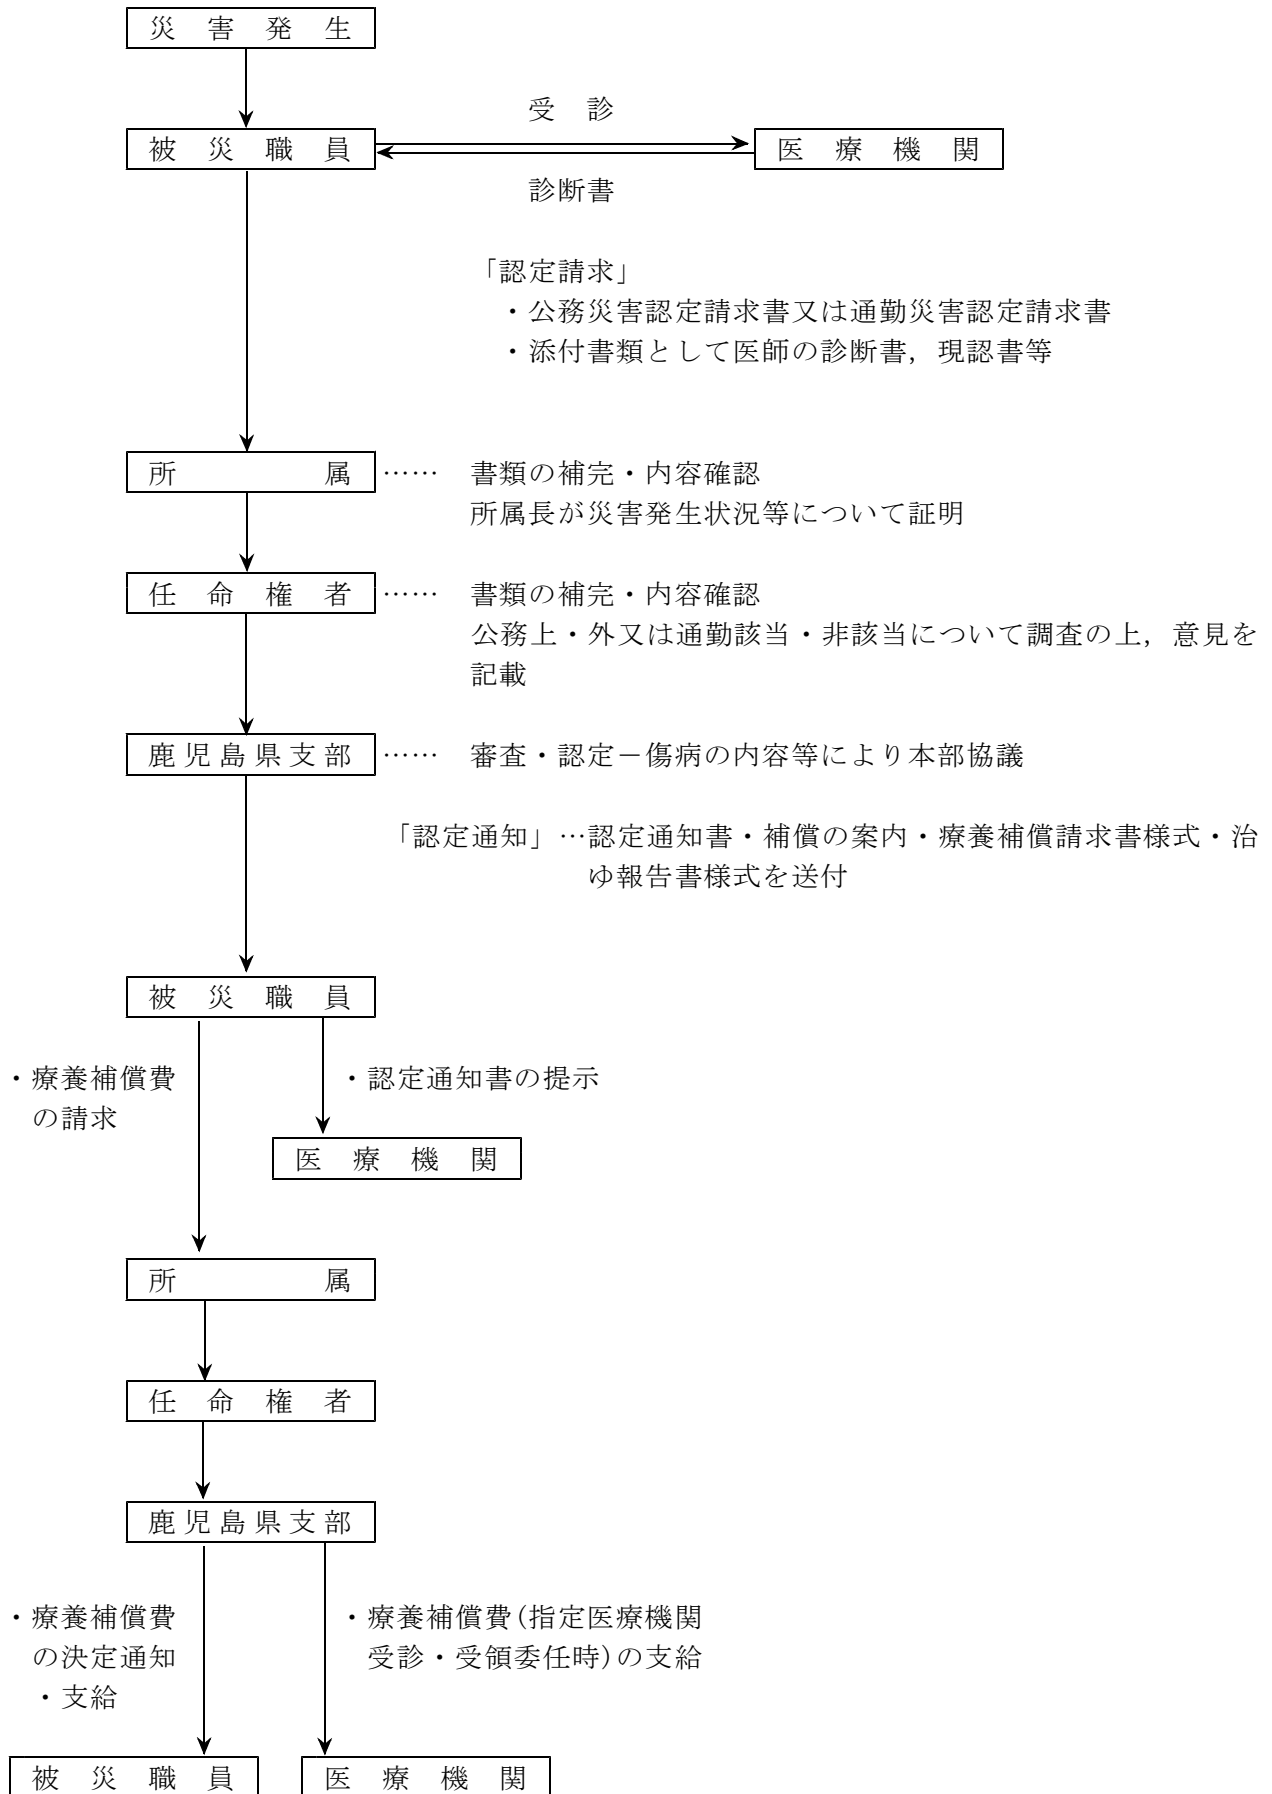 災害発生
受診
被災職員
医療機関
診断書
「認定請求」
・公務災害認定請求書又は通勤災害認定請求書
・添付書類として医師の診断書，現認書等
所属 …… 書類の補完・内容確認
所属長が災害発生状況等について証明
任命権者 …… 書類の補完・内容確認
公務上・外又は通勤該当・非該当について調査の上，意見を
記載
鹿児島県支部 …… 審査・認定－傷病の内容等により本部協議
「認定通知」…認定通知書・補償の案内・療養補償請求書様式・治
ゆ報告書様式を送付
被災職員
・療養補償費
の請求
・認定通知書の提示
医療機関
所属
任命権者
鹿児島県支部
・療養補償費
の決定通知
・支給
・療養補償費(指定医療機関
受診・受領委任時)の支給
被災職員
医療機関